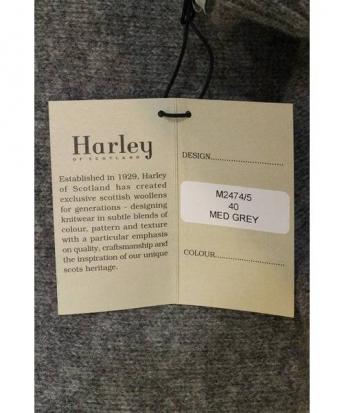 Harley
OF SCOTLAND
Established in 1929, Harley
of Scotland has created
exclusive scottish woollens
for generations - designing
knitwear in subtle blends of
colour, pattern and texture
with a particular emphasis
on quality, craftsmanship and
the inspiration of our unique
scots heritage.
DESIGN..............................
M2474/5
40
MED GREY
COLOUR.............................